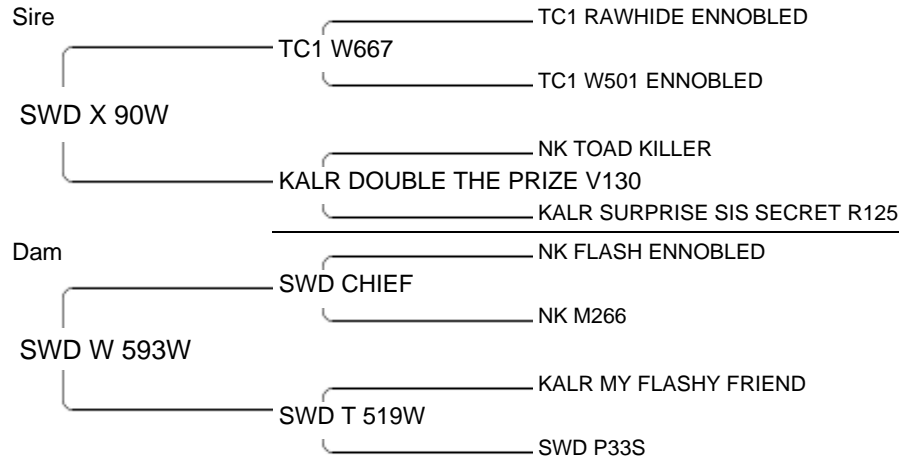 Sire
TC1 RAWHIDE ENNOBLED
TC1 W667
TC1 W501 ENNOBLED
SWD X 90W
NK TOAD KILLER
KALR DOUBLE THE PRIZE V130
KALR SURPRISE SIS SECRET R125
Dam
NK FLASH ENNOBLED
SWD CHIEF
NK M266
SWD W 593W
KALR MY FLASHY FRIEND
SWD T 519W
SWD P33S